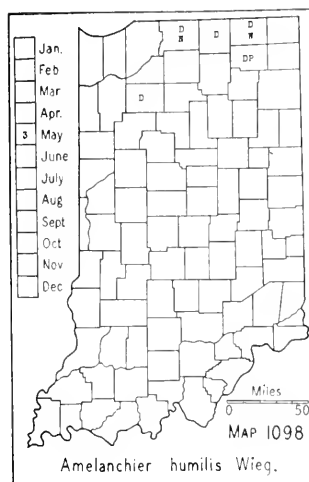 D D D D
N W
DP
D
Jan.
Feb
Mar
Apr.
3 May
June
July
Aug
Sept
Oct
Nov
Dec
Miles
0 50
MAP 1098
Amelanchier humilis Wieg.